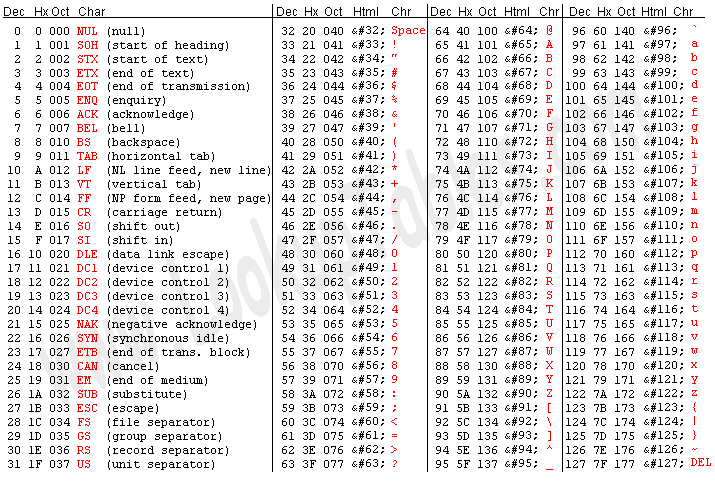 Dec Hx Oct Char Dec Hx Oct Html Chr Dec Hx Oct Html Chr Dec Hx Oct Html Chr
0 0 000 NUL (null) 32 20 040 &#32; Space 64 40 100 &#64; @ 96 60 140 &#96; `
1 1 001 SOH (start of heading) 33 21 041 &#33; ! 65 41 101 &#65; A 97 61 141 &#97; a
2 2 002 STX (start of text) 34 22 042 &#34; " 66 42 102 &#66; B 98 62 142 &#98; b
3 3 003 ETX (end of text) 35 23 043 &#35; # 67 43 103 &#67; C 99 63 143 &#99; c
4 4 004 EOT (end of transmission) 36 24 044 &#36; $ 68 44 104 &#68; D 100 64 144 &#100; d
5 5 005 ENQ (enquiry) 37 25 045 &#37; % 69 45 105 &#69; E 101 65 145 &#101; e
6 6 006 ACK (acknowledge) 38 26 046 &#38; & 70 46 106 &#70; F 102 66 146 &#102; f
7 7 007 BEL (bell) 39 27 047 &#39; ' 71 47 107 &#71; G 103 67 147 &#103; g
8 8 010 BS (backspace) 40 28 050 &#40; ( 72 48 110 &#72; H 104 68 150 &#104; h
9 9 011 TAB (horizontal tab) 41 29 051 &#41; ) 73 49 111 &#73; I 105 69 151 &#105; i
10 A 012 LF (NL line feed, new line) 42 2A 052 &#42; * 74 4A 112 &#74; J 106 6A 152 &#106; j
11 B 013 VT (vertical tab) 43 2B 053 &#43; + 75 4B 113 &#75; K 107 6B 153 &#107; k
12 C 014 FF (NP form feed, new page) 44 2C 054 &#44; , 76 4C 114 &#76; L 108 6C 154 &#108; l
13 D 015 CR (carriage return) 45 2D 055 &#45; - 77 4D 115 &#77; M 109 6D 155 &#109; m
14 E 016 SO (shift out) 46 2E 056 &#46; . 78 4E 116 &#78; N 110 6E 156 &#110; n
15 F 017 SI (shift in) 47 2F 057 &#47; / 79 4F 117 &#79; O 111 6F 157 &#111; o
16 10 020 DLE (data link escape) 48 30 060 &#48; 0 80 50 120 &#80; P 112 70 160 &#112; p
17 11 021 DC1 (device control 1) 49 31 061 &#49; 1 81 51 121 &#81; Q 113 71 161 &#113; q
18 12 022 DC2 (device control 2) 50 32 062 &#50; 2 82 52 122 &#82; R 114 72 162 &#114; r
19 13 023 DC3 (device control 3) 51 33 063 &#51; 3 83 53 123 &#83; S 115 73 163 &#115; s
20 14 024 DC4 (device control 4) 52 34 064 &#52; 4 84 54 124 &#84; T 116 74 164 &#116; t
21 15 025 NAK (negative acknowledge) 53 35 065 &#53; 5 85 55 125 &#85; U 117 75 165 &#117; u
22 16 026 SYN (synchronous idle) 54 36 066 &#54; 6 86 56 126 &#86; V 118 76 166 &#118; v
23 17 027 ETB (end of trans. block) 55 37 067 &#55; 7 87 57 127 &#87; W 119 77 167 &#119; w
24 18 030 CAN (cancel) 56 38 070 &#56; 8 88 58 130 &#88; X 120 78 170 &#120; x
25 19 031 EM (end of medium) 57 39 071 &#57; 9 89 59 131 &#89; Y 121 79 171 &#121; y
26 1A 032 SUB (substitute) 58 3A 072 &#58; : 90 5A 132 &#90; Z 122 7A 172 &#122; z
27 1B 033 ESC (escape) 59 3B 073 &#59; ; 91 5B 133 &#91; [ 123 7B 173 &#123; {
28 1C 034 FS (file separator) 60 3C 074 &#60; < 92 5C 134 &#92; \ 124 7C 174 &#124; |
29 1D 035 GS (group separator) 61 3D 075 &#61; = 93 5D 135 &#93; ] 125 7D 175 &#125; }
30 1E 036 RS (record separator) 62 3E 076 &#62; > 94 5E 136 &#94; ^ 126 7E 176 &#126; ~
31 1F 037 US (unit separator) 63 3F 077 &#63; ? 95 5F 137 &#95; _ 127 7F 177 &#127; DEL
www.LookupTables.com